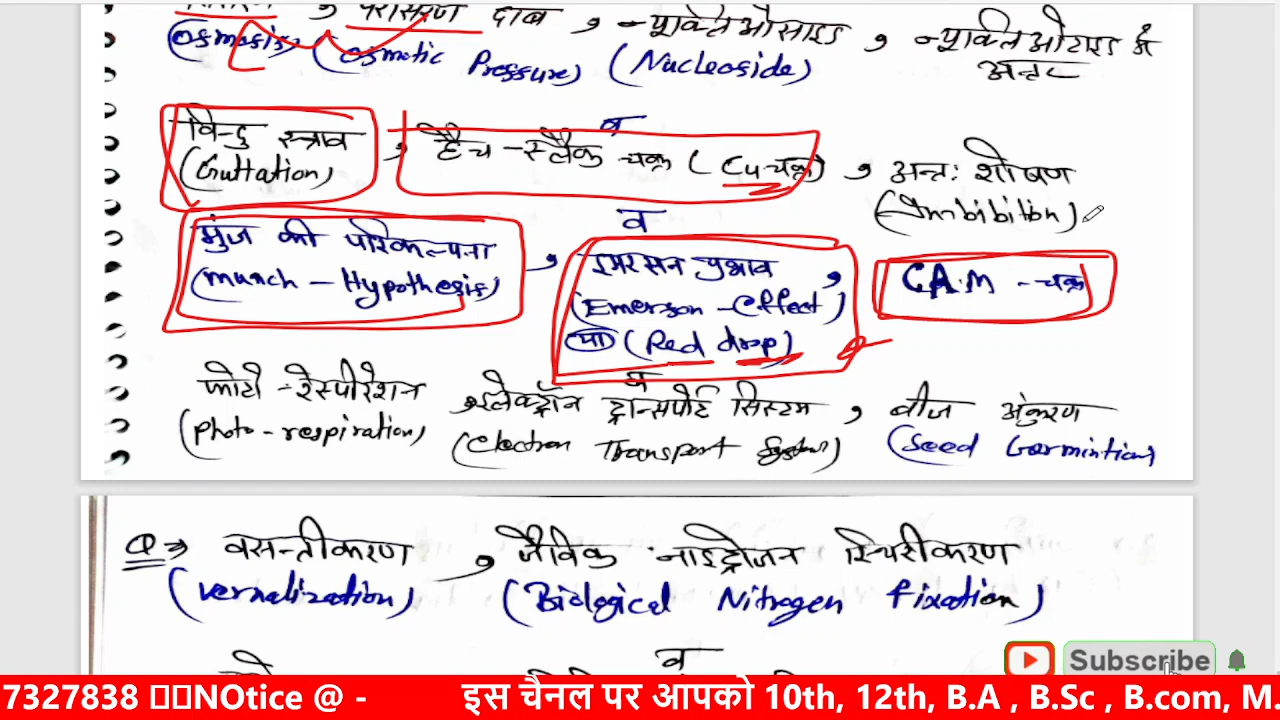 परासरण दाब , न्यूक्लिओसाइड , न्यूक्लिओटाइड में
(Osmosis) (Osmotic Pressure) (Nucleoside) अन्तर
व
बिन्दु स्त्राव , हैच - स्लैक चक्र ( C4 चक्र) , अन्तः शोषण
(Guttation) (Imbibition)
व
मुंज की परिकल्पना , इमरसन प्रभाव , C.A.M - चक्र
(munch - Hypothesis) (Emerson - Effect)
या (Red drop)
व
फोटो - रेस्पीरेशन , इलेक्ट्रॉन ट्रान्सपोर्ट सिस्टम , बीज अंकुरण
(photo - respiration) (Electron Transport System) (Seed Germintion)
Q⇒ वसन्तीकरण , जैविक नाइट्रोजन स्थिरीकरण
(Vernalization) (Biological Nitrogen fixation)
व
Subscribe
7327838 NOtice @ - इस चैनल पर आपको 10th, 12th, B.A , B.Sc , B.com, M.